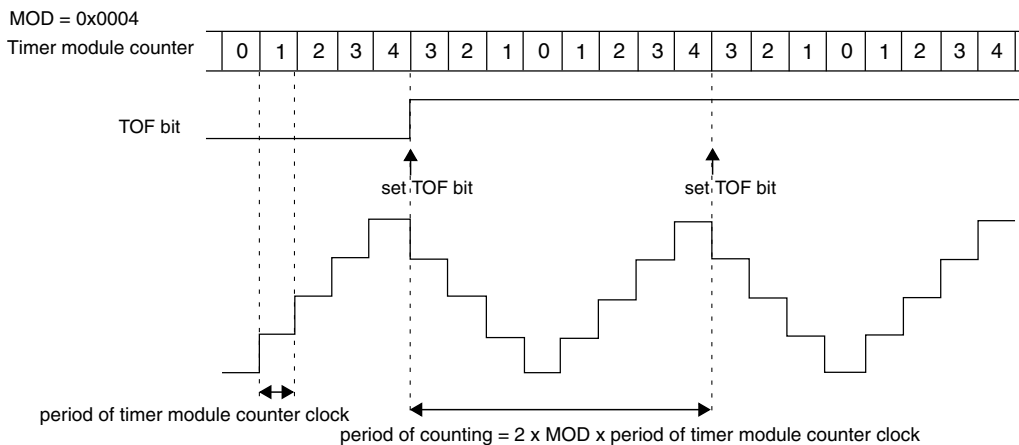 MOD = 0x0004
Timer module counter 0 1 2 3 4 3 2 1 0 1 2 3 4 3 2 1 0 1 2 3 4
TOF bit
set TOF bit set TOF bit
period of timer module counter clock
period of counting = 2 x MOD x period of timer module counter clock